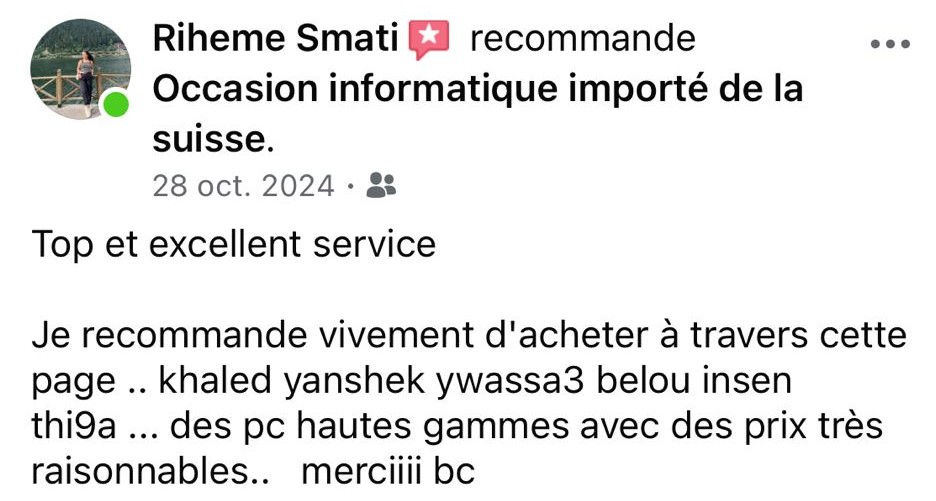 Riheme Smati recommande
Occasion informatique importé de la
suisse.
28 oct. 2024 ·
Top et excellent service
Je recommande vivement d'acheter à travers cette
page .. khaled yanshek ywassa3 belou insen
thi9a ... des pc hautes gammes avec des prix très
raisonnables.. merciiii bc